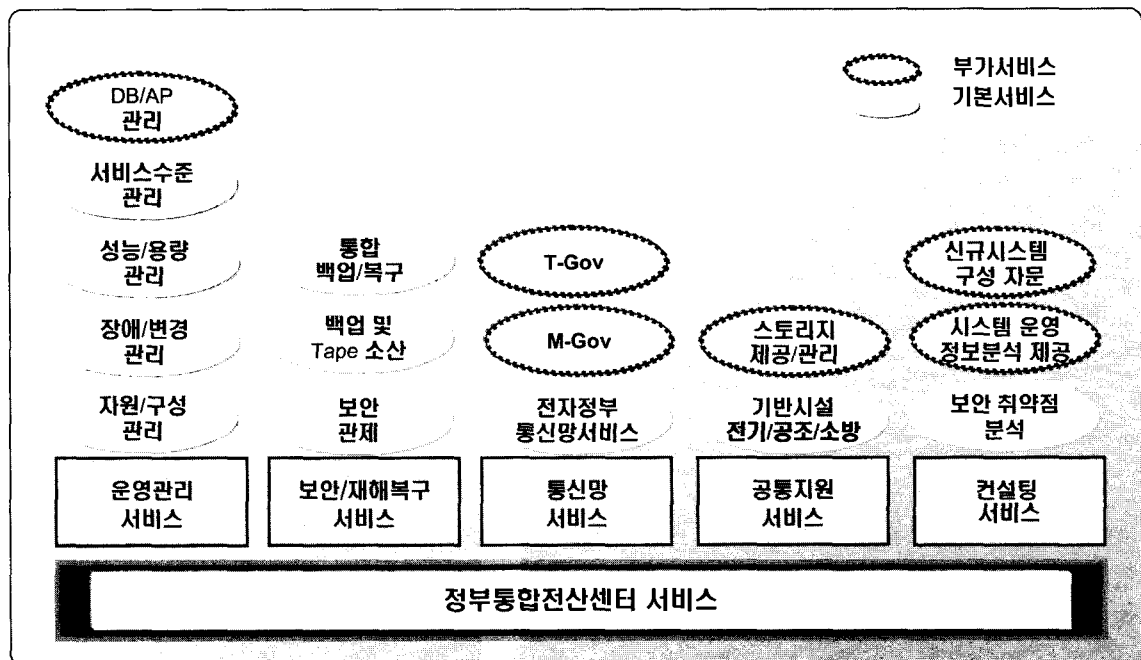 부가서비스
기본서비스
DB/AP
관리
서비스수준
관리
성능/용량
관리
장애/변경
관리
자원/구성
관리
운영관리
서비스
통합
백업/복구
백업 및
Tape 소산
보안
관제
보안/재해복구
서비스
T-Gov
M-Gov
전자정부
통신망서비스
통신망
서비스
스토리지
제공/관리
기반시설
전기/공조/소방
공통지원
서비스
신규시스템
구성 자문
시스템 운영
정보분석 제공
보안 취약점
분석
컨설팅
서비스
정부통합전산센터 서비스